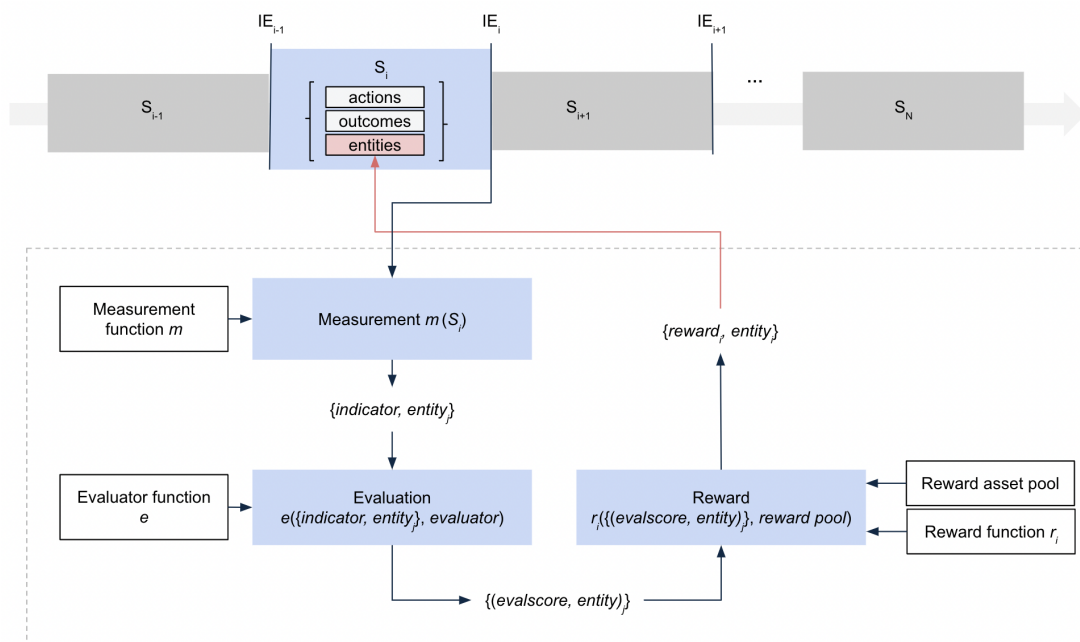 IEi-1
IEi
IEi+1
Si-1
Si
actions
outcomes
entities
Si+1
...
SN
Measurement
function m
Measurement m (Si)
{indicator, entityj}
Evaluator function
e
Evaluation
e({indicator, entityj}, evaluator)
{(evalscore, entity)j}
{rewardi, entityi}
Reward
ri({(evalscore, entity)j}, reward pool)
Reward asset pool
Reward function ri